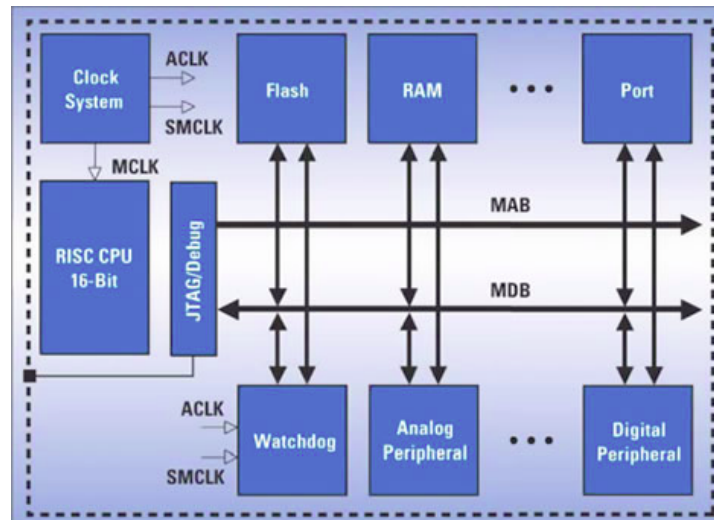 Clock
System
ACLK
SMCLK
MCLK
Flash
RAM
Port
RISC CPU
16-Bit
JTAG/Debug
MAB
MDB
ACLK
SMCLK
Watchdog
Analog
Peripheral
Digital
Peripheral